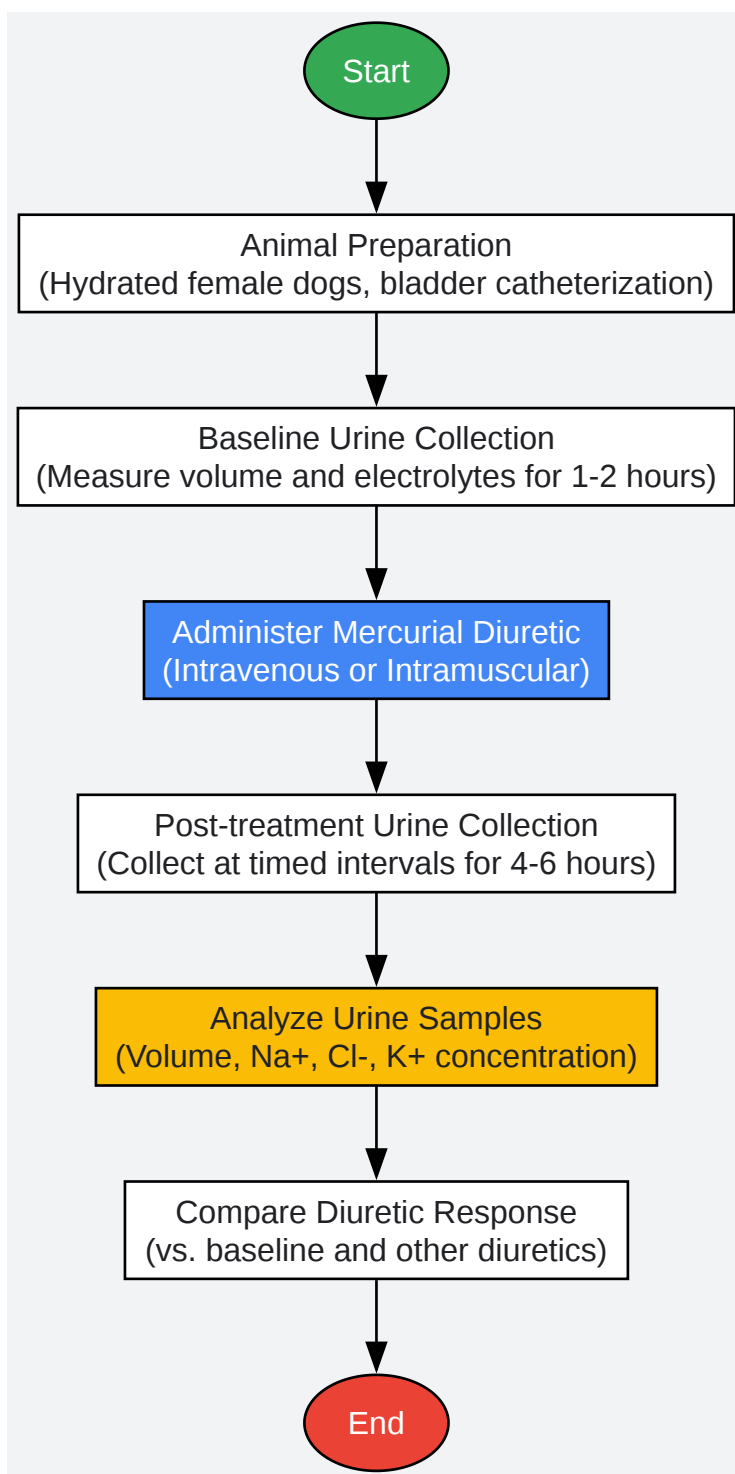 Start
Animal Preparation
(Hydrated female dogs, bladder catheterization)
Baseline Urine Collection
(Measure volume and electrolytes for 1-2 hours)
Administer Mercurial Diuretic
(Intravenous or Intramuscular)
Post-treatment Urine Collection
(Collect at timed intervals for 4-6 hours)
Analyze Urine Samples
(Volume, Na+, Cl-, K+ concentration)
Compare Diuretic Response
(vs. baseline and other diuretics)
End